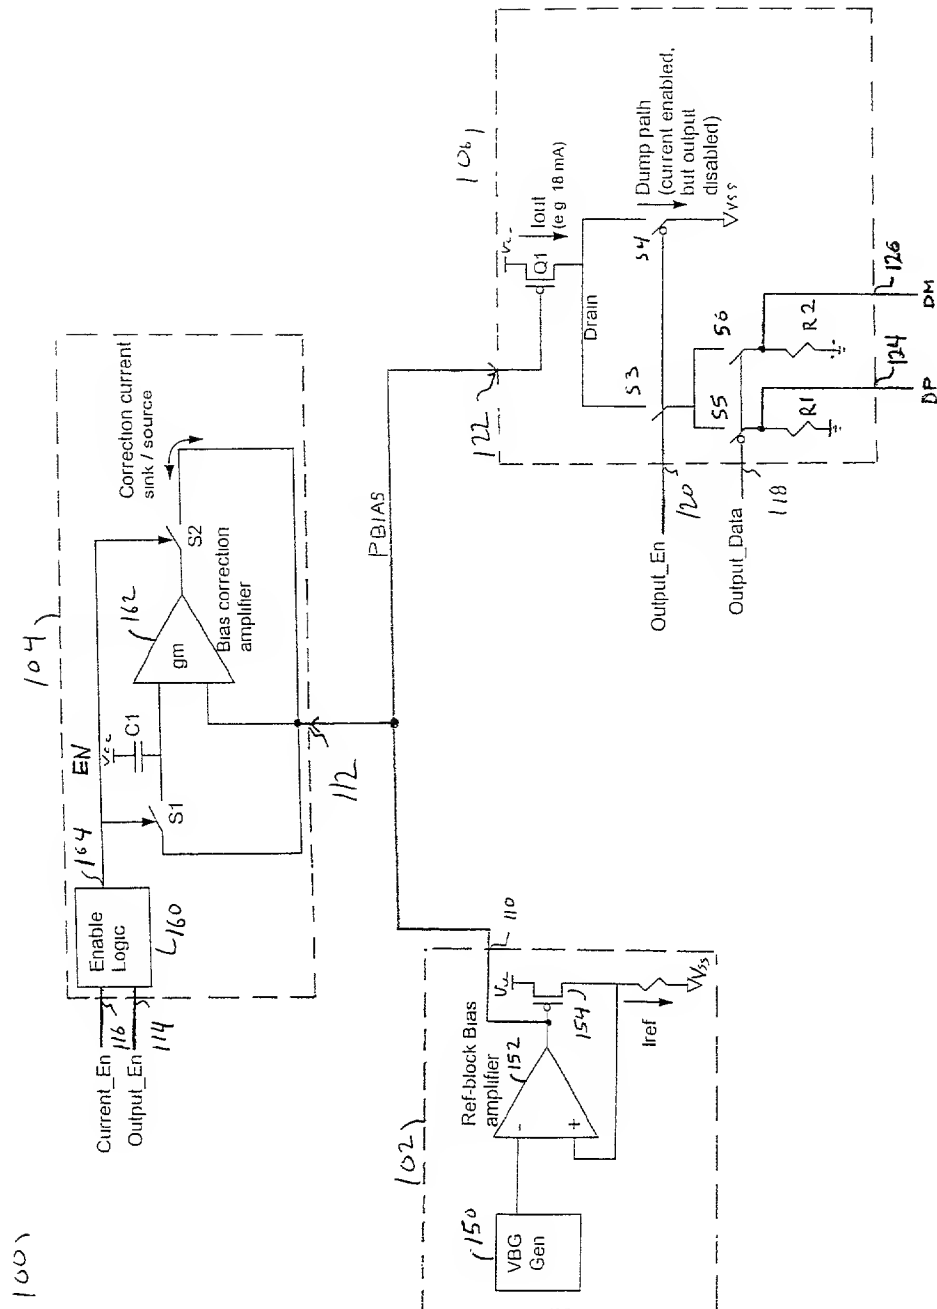 100
102
150
VBG
Gen
Ref-block Bias
amplifier
152
-
+
Vcc
154
Iref
Vss
110
104
Current_En
116
Output_En
114
Enable
Logic
160
164
EN
Vcc
C1
S1
gm
162
Bias correction
amplifier
S2
Correction current
sink / source
112
PBIAS
106
122
Vcc
Q1
Iout
(e g 18 mA)
Drain
S3
S4
Dump path
(current enabled,
but output
disabled)
Vss
Output_En
120
Output_Data
118
S5
S6
R1
R2
124
DP
126
DM